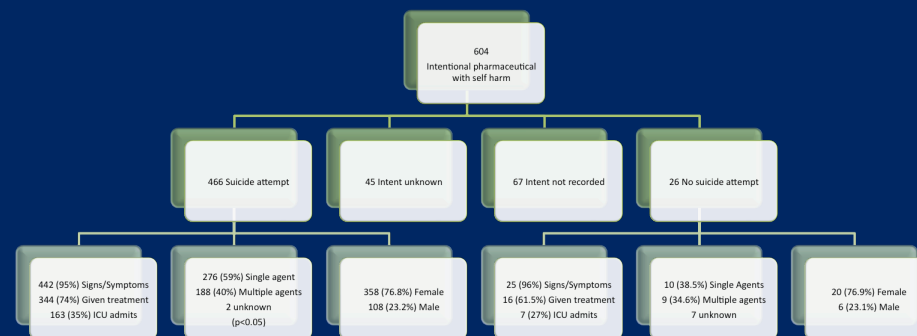 604
Intentional pharmaceutical
with self harm
466 Suicide attempt
45 Intent unknown
67 Intent not recorded
26 No suicide attempt
442 (95%) Signs/Symptoms
344 (74%) Given treatment
163 (35%) ICU admits
276 (59%) Single agent
188 (40%) Multiple agents
2 unknown
(p<0.05)
358 (76.8%) Female
108 (23.2%) Male
25 (96%) Signs/Symptoms
16 (61.5%) Given treatment
7 (27%) ICU admits
10 (38.5%) Single Agents
9 (34.6%) Multiple agents
7 unknown
20 (76.9%) Female
6 (23.1%) Male